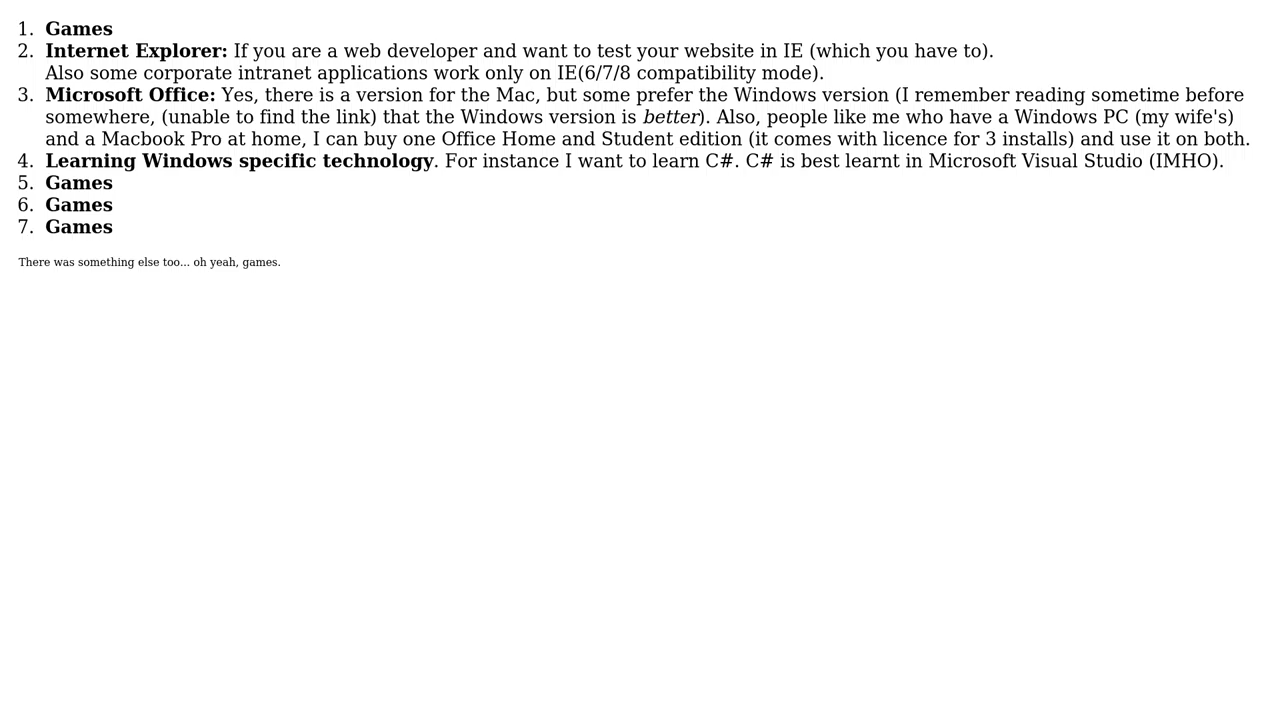 1. Games
2. Internet Explorer: If you are a web developer and want to test your website in IE (which you have to).
Also some corporate intranet applications work only on IE(6/7/8 compatibility mode).
3. Microsoft Office: Yes, there is a version for the Mac, but some prefer the Windows version (I remember reading sometime before
somewhere, (unable to find the link) that the Windows version is better). Also, people like me who have a Windows PC (my wife's)
and a Macbook Pro at home, I can buy one Office Home and Student edition (it comes with licence for 3 installs) and use it on both.
4. Learning Windows specific technology. For instance I want to learn C#. C# is best learnt in Microsoft Visual Studio (IMHO).
5. Games
6. Games
7. Games
There was something else too... oh yeah, games.